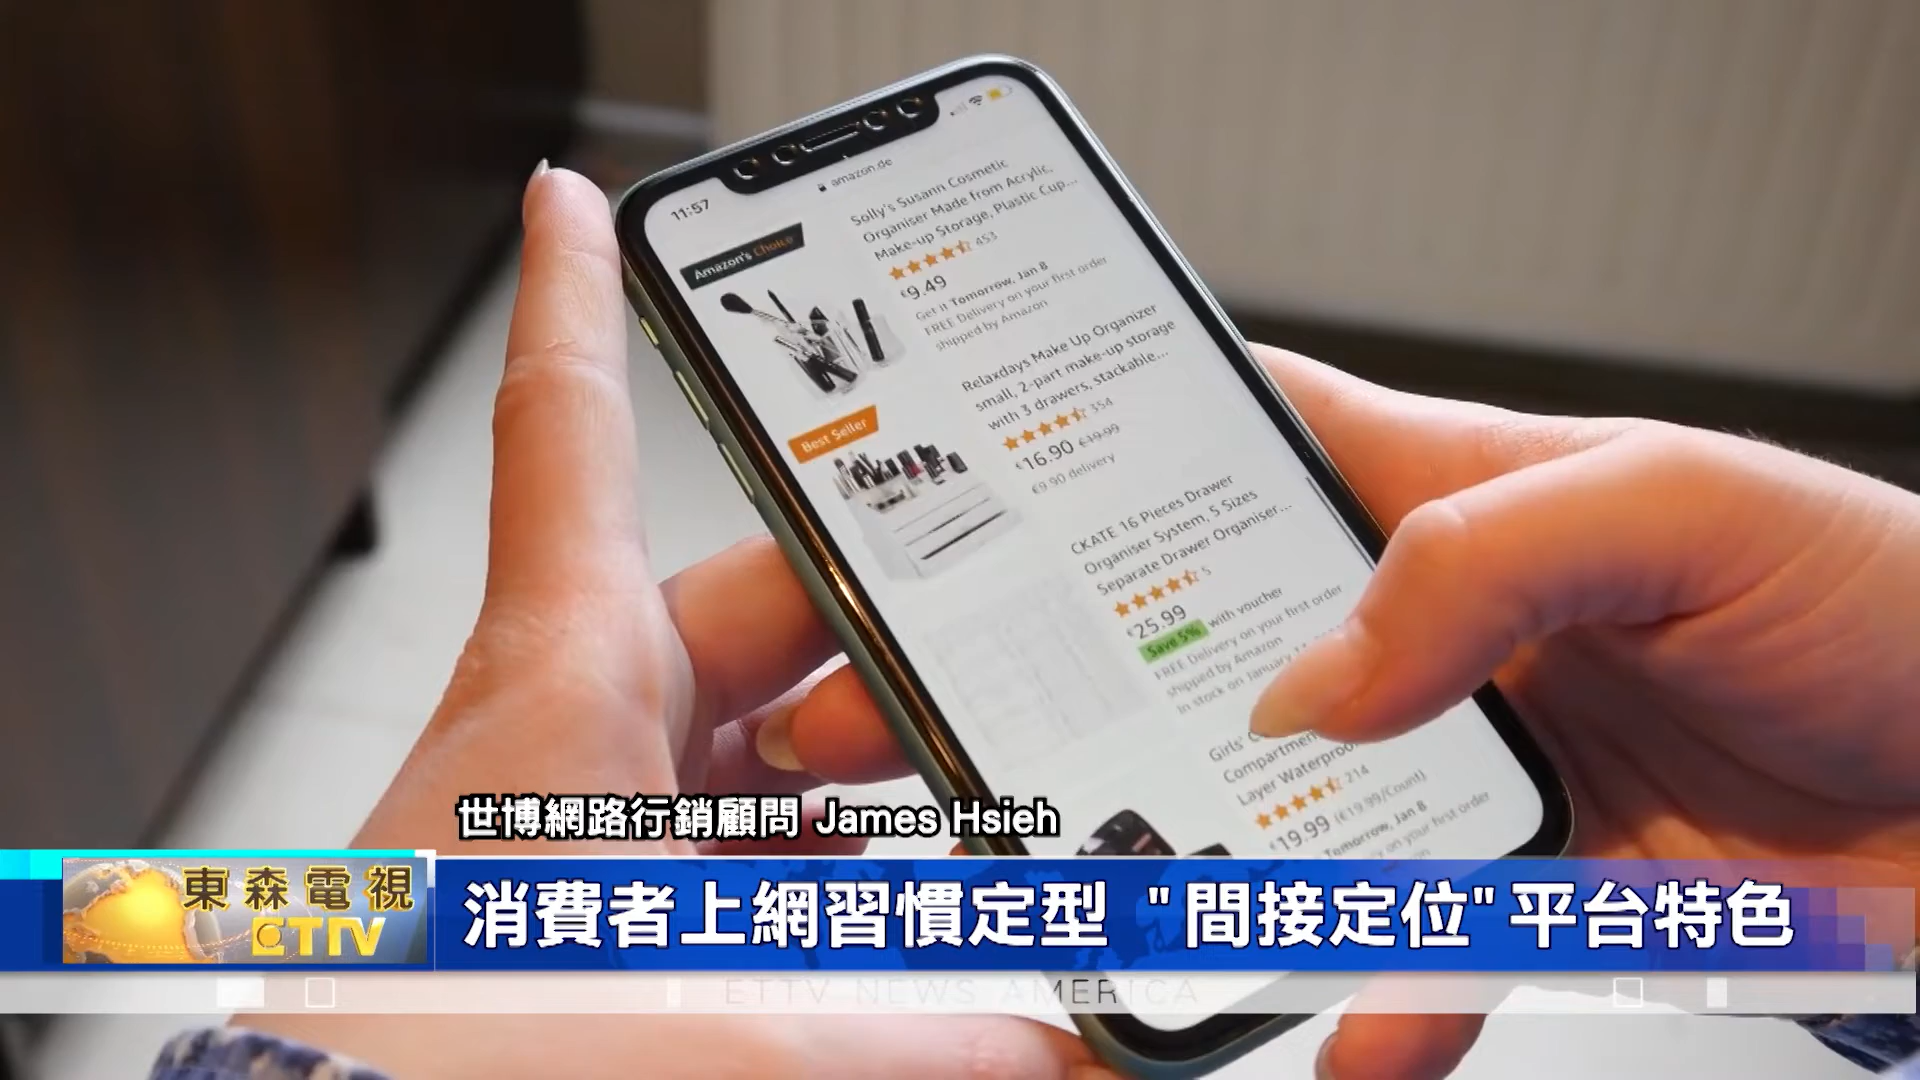 11:57
amazon.de
Amazon's Choice
Solly's Susann Cosmetic
Organiser Made from Acrylic,
Make-up Storage, Plastic Cup...
453
€9.49
Get it Tomorrow, Jan 8
FREE Delivery on your first order
shipped by Amazon
Best Seller
Relaxdays Make Up Organizer
small, 2-part make-up storage
with 3 drawers, stackable...
354
€16.90 €19.99
€9.90 delivery
CKATE 16 Pieces Drawer
Organiser System, 5 Sizes
Separate Drawer Organiser...
5
€25.99
Save 5% with voucher
FREE Delivery on your first order
shipped by Amazon
In stock on January
Girls'
Compartmen
Layer Waterproo
214
€19.99 (€19.99/Count)
Tomorrow, Jan 8
on your first order
世博網路行銷顧問 James Hsieh
東森電視
ETTV
消費者上網習慣定型 "間接定位"平台特色
ETTV NEWS AMERICA